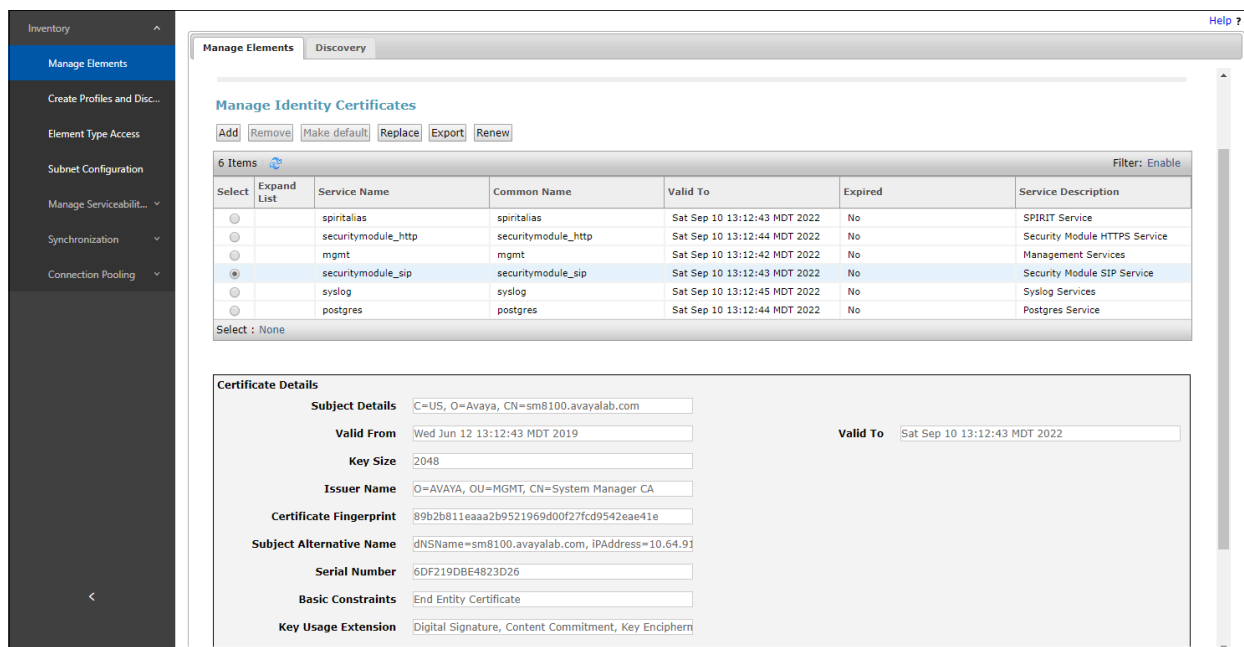 Help ?
Inventory
Manage Elements
Create Profiles and Disc...
Element Type Access
Subnet Configuration
Manage Serviceabilit...
Synchronization
Connection Pooling
<
Manage Elements Discovery
Manage Identity Certificates
Add Remove Make default Replace Export Renew
6 Items Filter: Enable
Select Expand List Service Name Common Name Valid To Expired Service Description
spiritalias spiritalias Sat Sep 10 13:12:43 MDT 2022 No SPIRIT Service
securitymodule_http securitymodule_http Sat Sep 10 13:12:44 MDT 2022 No Security Module HTTPS Service
mgmt mgmt Sat Sep 10 13:12:42 MDT 2022 No Management Services
securitymodule_sip securitymodule_sip Sat Sep 10 13:12:43 MDT 2022 No Security Module SIP Service
syslog syslog Sat Sep 10 13:12:45 MDT 2022 No Syslog Services
postgres postgres Sat Sep 10 13:12:44 MDT 2022 No Postgres Service
Select : None
Certificate Details
Subject Details C=US, O=Avaya, CN=sm8100.avayalab.com
Valid From Wed Jun 12 13:12:43 MDT 2019 Valid To Sat Sep 10 13:12:43 MDT 2022
Key Size 2048
Issuer Name O=AVAYA, OU=MGMT, CN=System Manager CA
Certificate Fingerprint 89b2b811eaaa2b9521969d00f27fcd9542eae41e
Subject Alternative Name dNSName=sm8100.avayalab.com, iPAddress=10.64.91
Serial Number 6DF219DBE4823D26
Basic Constraints End Entity Certificate
Key Usage Extension Digital Signature, Content Commitment, Key Encipherm